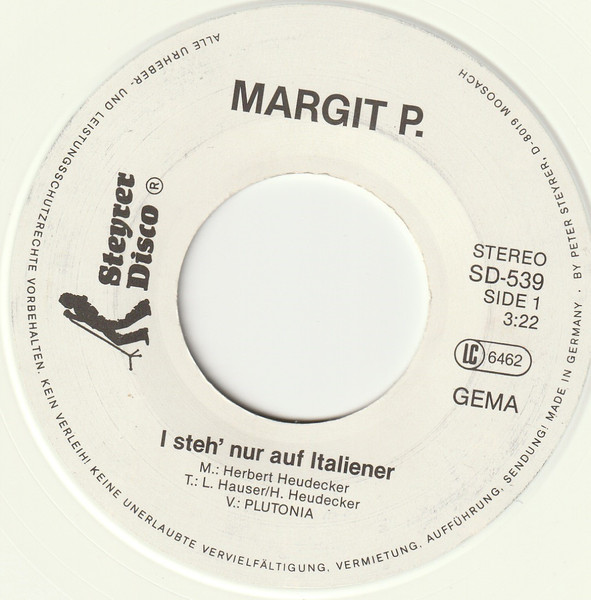 MARGIT P.
Steyrer
Disco ®
STEREO
SD-539
SIDE 1
3:22
LC 6462
GEMA
I steh' nur auf Italiener
M.: Herbert Heudecker
T.: L. Hauser/H. Heudecker
V.: PLUTONIA
ALLE URHEBER- UND LEISTUNGSSCHUTZRECHTE VORBEHALTEN. KEIN VERLEIH! KEINE UNERLAUBTE VERVIELFÄLTIGUNG, VERMIETUNG, AUFFÜHRUNG, SENDUNG! MADE IN GERMANY · BY PETER STEYRER, D-8019 MOOSACH